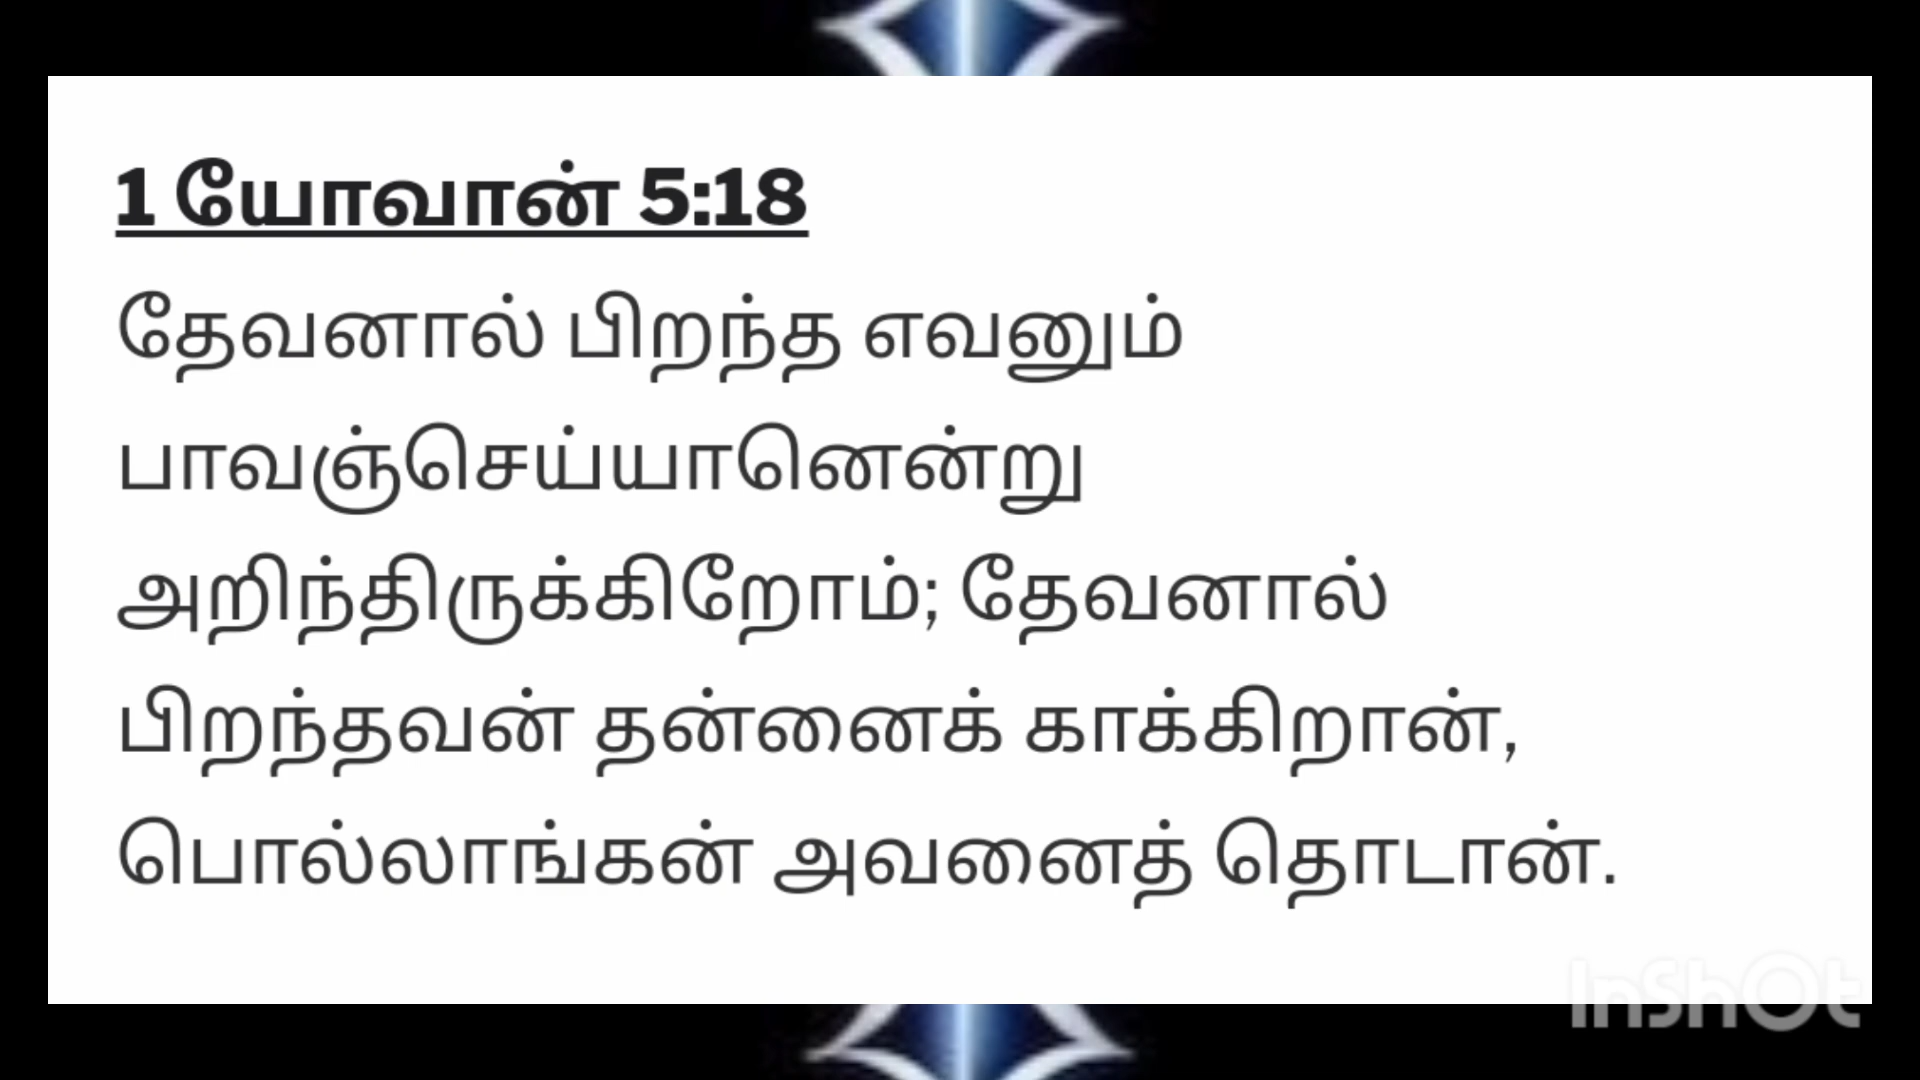 1 யோவான் 5:18
தேவனால் பிறந்த எவனும்
பாவஞ்செய்யானென்று
அறிந்திருக்கிறோம்; தேவனால்
பிறந்தவன் தன்னைக் காக்கிறான்,
பொல்லாங்கன் அவனைத் தொடான்.
InShOt